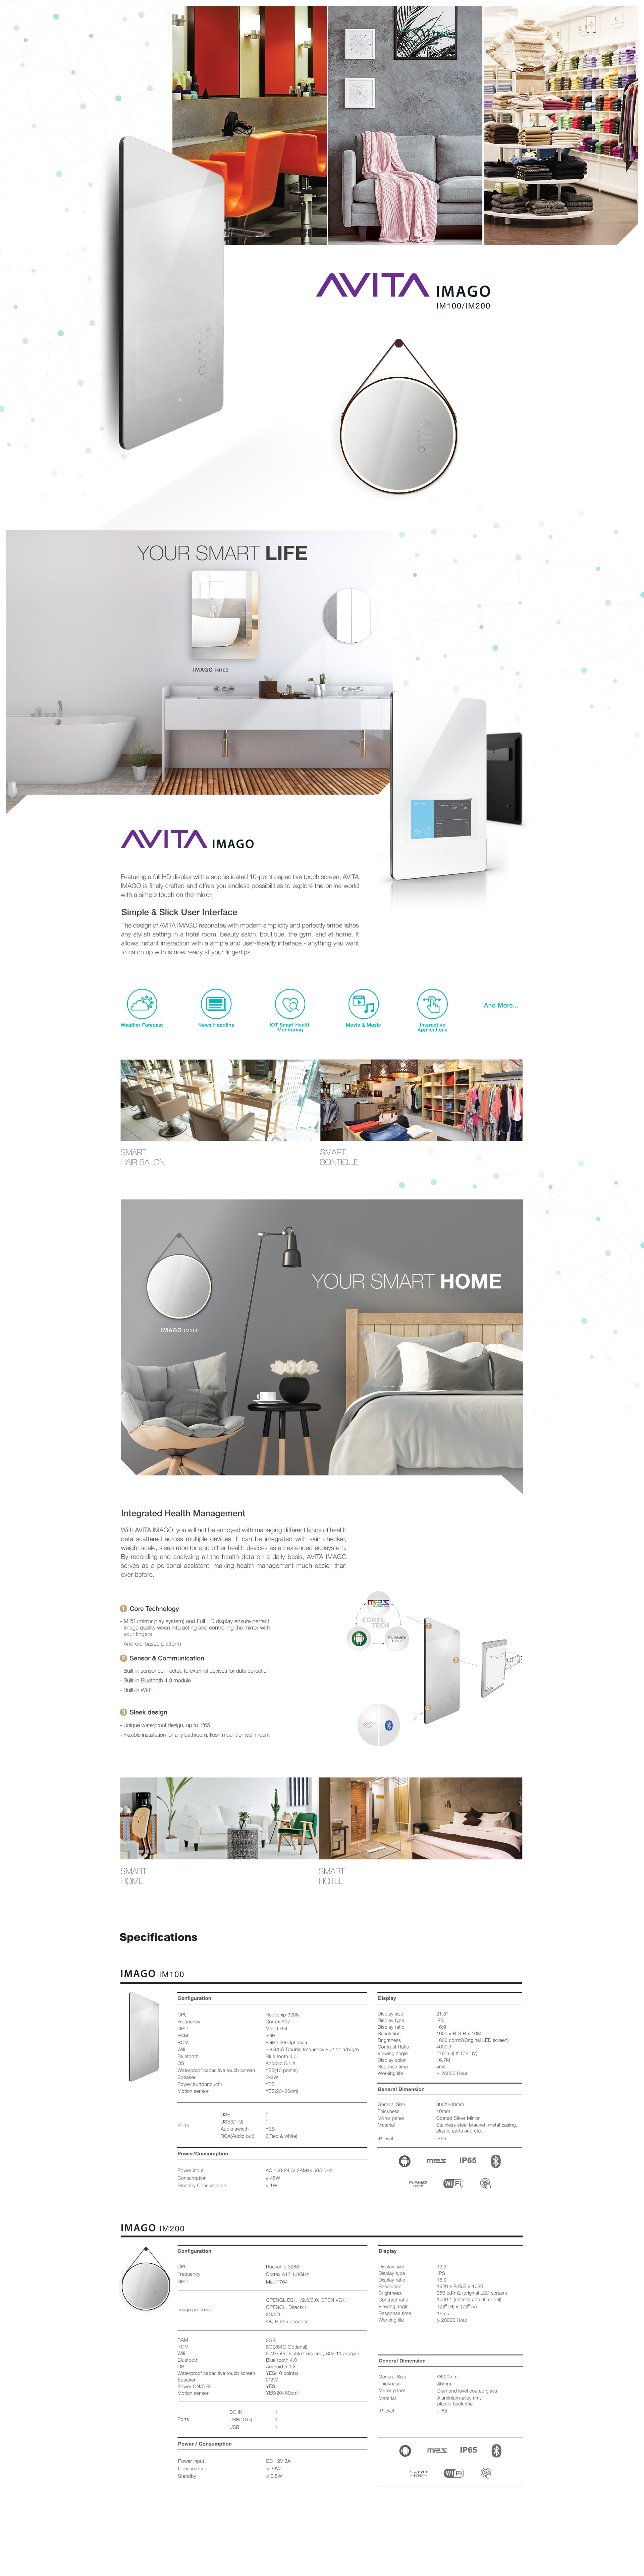 AVITA IMAGO
IM100/IM200
YOUR SMART LIFE
IMAGO IM100
AVITA IMAGO
Featuring a full HD display with a sophisticated 10-point capacitive touch screen, AVITA
IMAGO is finely crafted and offers you endless possibilities to explore the online world
with a simple touch on the mirror.
Simple & Slick User Interface
The design of AVITA IMAGO resonates with modern simplicity and perfectly embellishes
any stylish setting in a hotel room, beauty salon, boutique, the gym, and at home. It
allows instant interaction with a simple and user-friendly interface - anything you want
to catch up with is now ready at your fingertips.
Weather Forecast
News Headline
IOT Smart Health
Monitoring
Movie & Music
Interactive
Applications
And More...
SMART
HAIR SALON
SMART
BONTIQUE
YOUR SMART HOME
IMAGO IM200
Integrated Health Management
With AVITA IMAGO, you will not be annoyed with managing different kinds of health
data scattered across multiple devices. It can be integrated with skin checker,
weight scale, sleep monitor and other health devices as an extended ecosystem.
By recording and analyzing all the health data on a daily basis, AVITA IMAGO
serves as a personal assistant, making health management much easier than
ever before.
1 Core Technology
- MPS (mirror play system) and Full HD display ensure perfect
image quality when interacting and controlling the mirror with
your fingers
- Android-based platform
2 Sensor & Communication
- Built-in sensor connected to external devices for data collection
- Built-in Bluetooth 4.0 module
- Built-in Wi-Fi
3 Sleek design
- Unique waterproof design, up to IP65
- Flexible installation for any bathroom, flush mount or wall mount
COREL
TECH
1
3
2
SMART
HOME
SMART
HOTEL
Specifications
IMAGO IM100
Configuration
CPU Rockchip 3288
Frequency Cortex A17
GPU Mali-T764
RAM 2GB
ROM 8GB(64G Optional)
Wifi 2.4G/5G Double frequency 802.11 a/b/g/n
Bluetooth Blue tooth 4.0
OS Android 5.1.X
Waterproof capacitive touch screen YES(10 points)
Speaker 2x2W
Power button(touch) YES
Motion sensor YES(20~80cm)
Ports
USB 1
USB(OTG) 1
Audio swicth YES
RCA(Audio out) 2(Red & white)
Power/Consumption
Power input AC 100-240V 2AMax 50/60Hz
Consumption ≤ 45W
Standby Consumption ≤ 1W
Display
Display size 21.5"
Display type IPS
Display ratio 16:9
Resolution 1920 x R.G.B x 1080
Brightness 1000 cd/m2(Original LED screen)
Contrast Ratio 4000:1
Viewing angle 178° (H) X 178° (V)
Display color 16.7M
Reponse time 5ms
Working life ≥ 25000 Hour
General Dimension
General Size 800X600mm
Thickness 40mm
Mirror panel Coated Silver Mirror
Material Stainless steel bracket, metal casing,
plastic parts and etc.
IP level IP65
IP65
Wi Fi
IMAGO IM200
Configuration
CPU Rockchip 3288
Frequency Cortex A17 1.8GHz
GPU Mali-T764
Image processor
OPENGL ES1.1/2.0/3.0, OPEN VG1.1
OPENCL, Directx11
2D/3D
4K, H.265 decoder
RAM 2GB
ROM 8GB(64G Optional)
Wifi 2.4G/5G Double frequency 802.11 a/b/g/n
Bluetooth Blue tooth 4.0
OS Android 5.1.X
Waterproof capacitive touch screen YES(10 points)
Speaker 2*2W
Power ON/OFF YES
Motion sensor YES(20~80cm)
Ports
DC IN 1
USB(OTG) 1
USB 1
Power / Consumption
Power input DC 12V 3A
Consumption ≤ 36W
Standby ≤ 0.5W
Display
Display size 13.3"
Display type IPS
Display ratio 16:9
Resolution 1920 x R.G.B x 1080
Brightness 350 cd/m2 (original LED screen)
Contrast ratio 1000:1 (refer to actual model)
Viewing angle 178° (H) x 178° (V)
Response time 16ms
Working life ≥ 20000 Hour
General Dimension
General Size Φ500mm
Thickness 36mm
Mirror panel Diamond level coated glass
Material Aluminium alloy rim,
plastic back shell
IP level IP65
IP65
Wi Fi